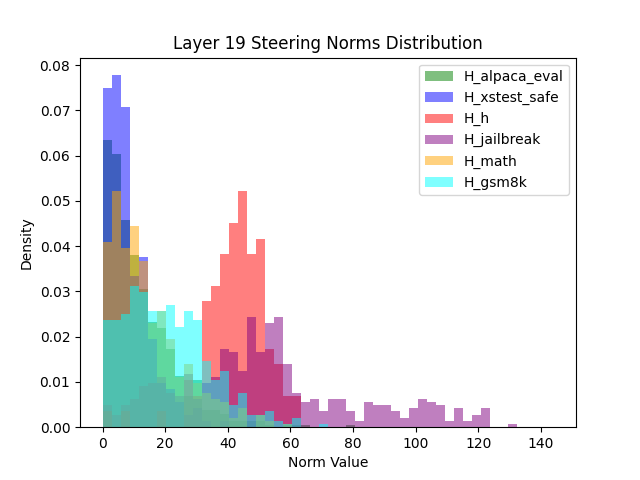 Layer 19 Steering Norms Distribution
H_alpaca_eval
H_xstest_safe
H_h
H_jailbreak
H_math
H_gsm8k
Density
0.08
0.07
0.06
0.05
0.04
0.03
0.02
0.01
0.00
0 20 40 60 80 100 120 140
Norm Value